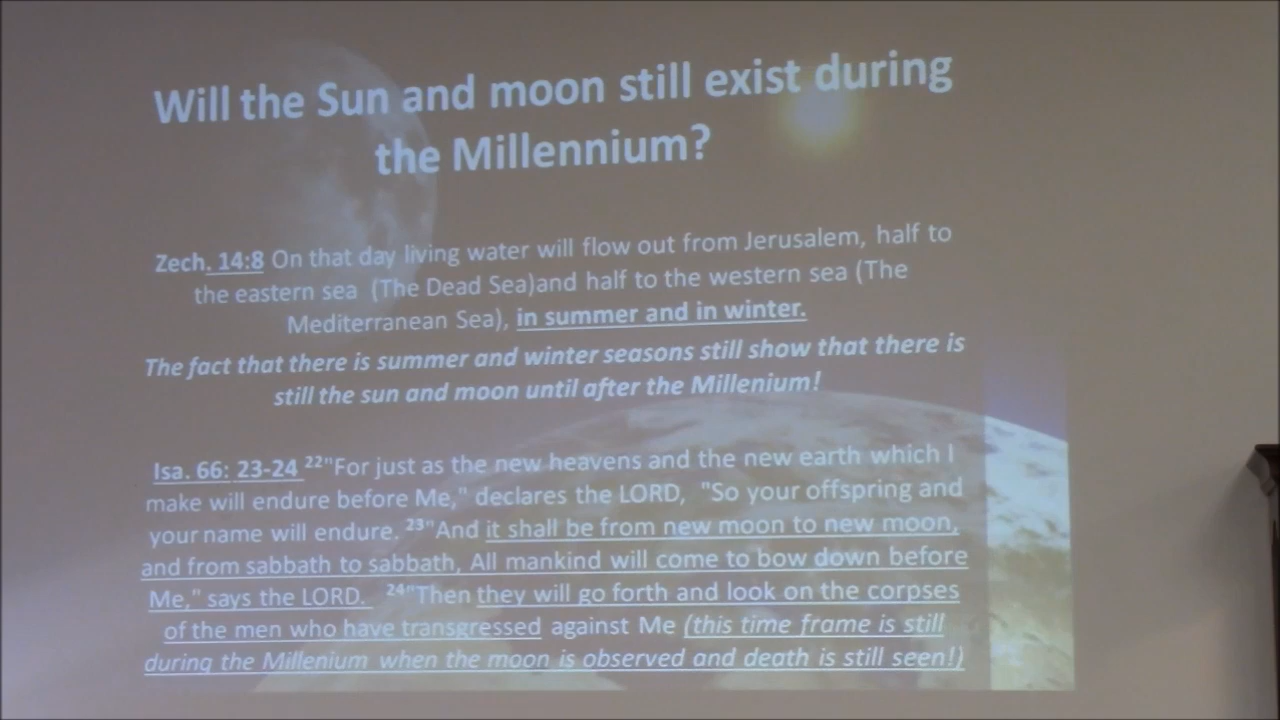 Will the Sun and moon still exist during
the Millennium?
Zech. 14:8 On that day living water will flow out from Jerusalem, half to
the eastern sea (The Dead Sea)and half to the western sea (The
Mediterranean Sea), in summer and in winter.
The fact that there is summer and winter seasons still show that there is
still the sun and moon until after the Millenium!
Isa. 66: 23-24 22"For just as the new heavens and the new earth which I
make will endure before Me," declares the LORD, "So your offspring and
your name will endure. 23"And it shall be from new moon to new moon,
and from sabbath to sabbath, All mankind will come to bow down before
Me," says the LORD. 24"Then they will go forth and look on the corpses
of the men who have transgressed against Me (this time frame is still
during the Millenium when the moon is observed and death is still seen!)